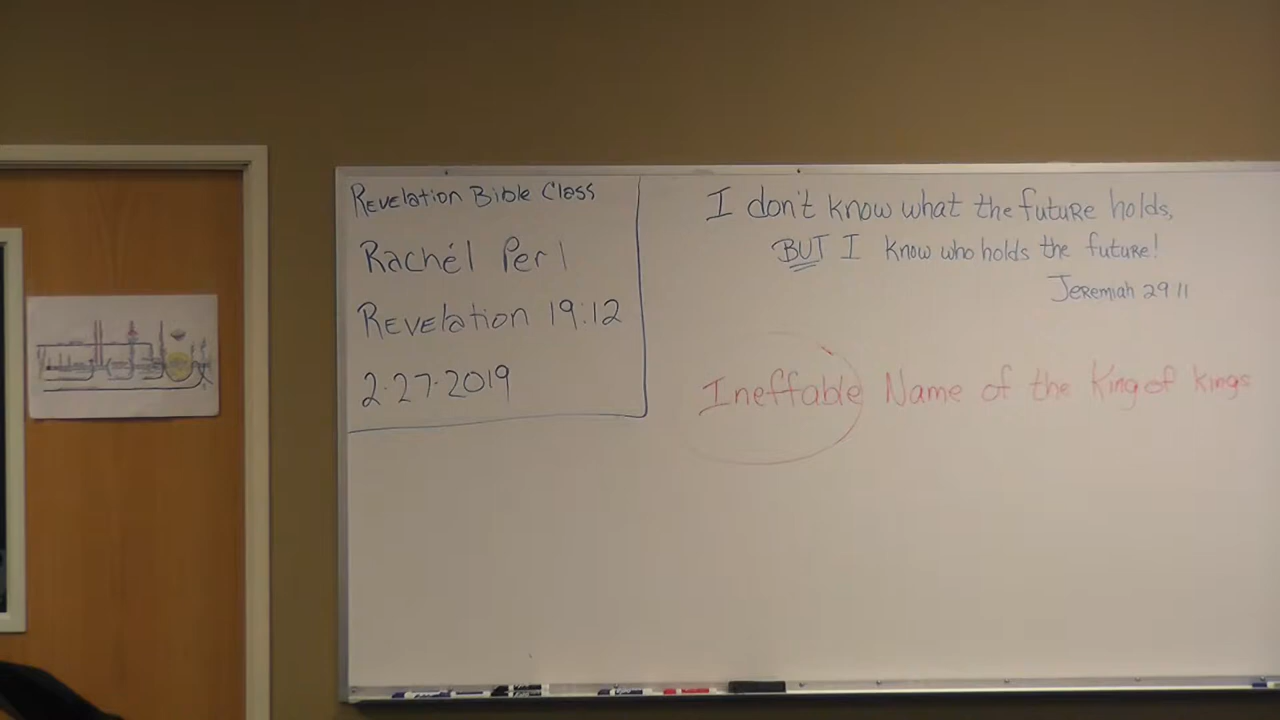 Revelation Bible Class
Rachél Perl
Revelation 19:12
2.27.2019
I don't know what the future holds,
BUT I know who holds the future!
Jeremiah 29 11
Ineffable Name of the King of kings